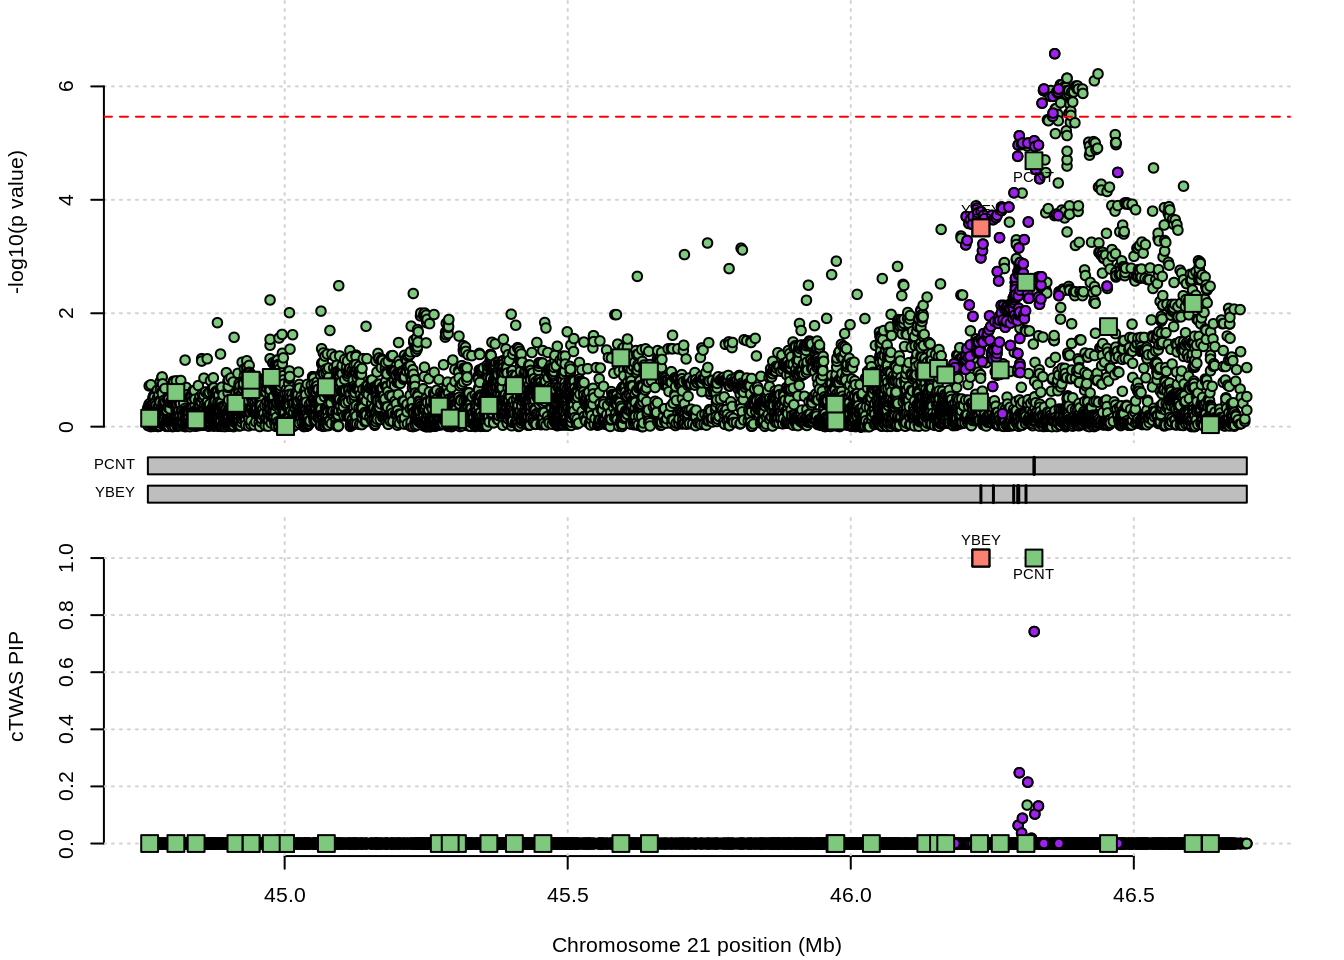 6
4
2
0
-log10(p value)
YBEY
PCNT
PCNT
YBEY
1.0
0.8
0.6
0.4
0.2
0.0
cTWAS PIP
YBEY
PCNT
45.0 45.5 46.0 46.5
Chromosome 21 position (Mb)